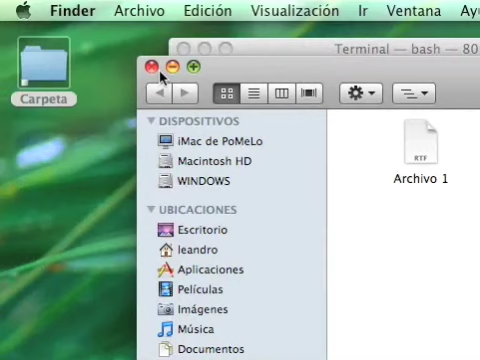 Finder Archivo Edición Visualización Ir Ventana Ay
Terminal — bash — 80
Carpeta
DISPOSITIVOS
iMac de PoMeLo
Macintosh HD
WINDOWS
UBICACIONES
Escritorio
leandro
Aplicaciones
Películas
Imágenes
Música
Documentos
RTF
Archivo 1